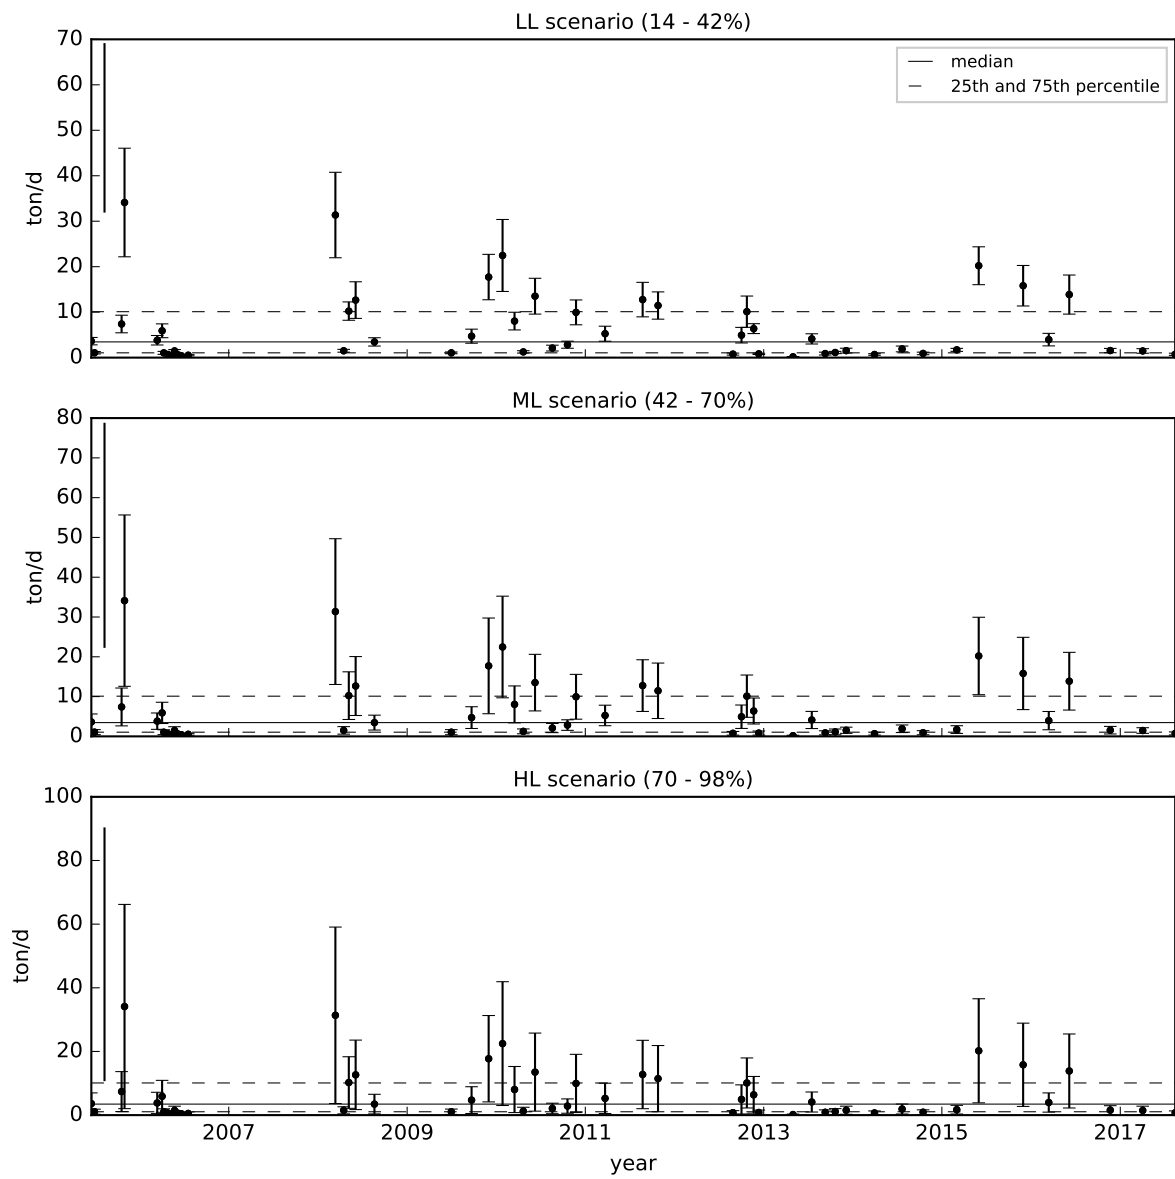 LL scenario (14 - 42%)
70
60
50
40
30
20
10
0
ton/d
median
25th and 75th percentile
ML scenario (42 - 70%)
80
70
60
50
40
30
20
10
0
ton/d
HL scenario (70 - 98%)
100
80
60
40
20
0
ton/d
2007 2009 2011 2013 2015 2017
year